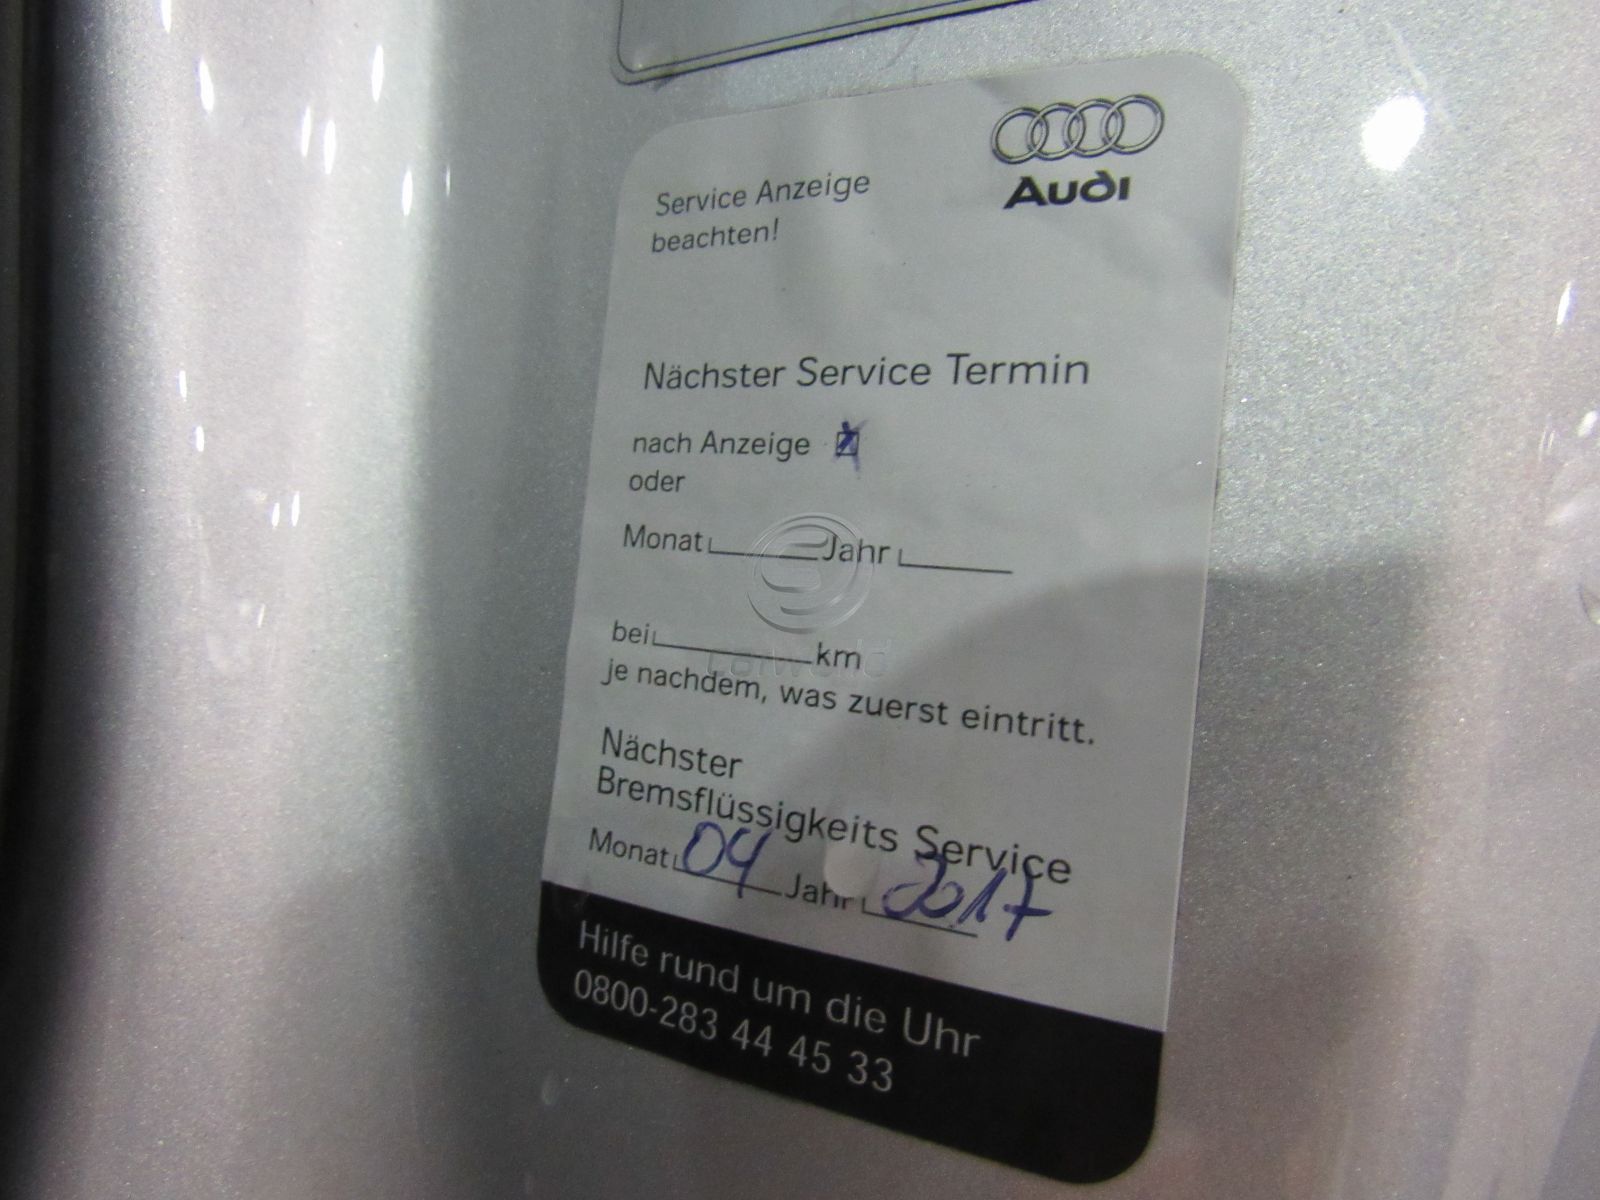 Audi
Service Anzeige
beachten!
Nächster Service Termin
nach Anzeige
oder
Monat Jahr
bei km
je nachdem, was zuerst eintritt.
Nächster
Bremsflüssigkeits Service
Monat 04 Jahr 2017
Hilfe rund um die Uhr
0800-283 44 45 33